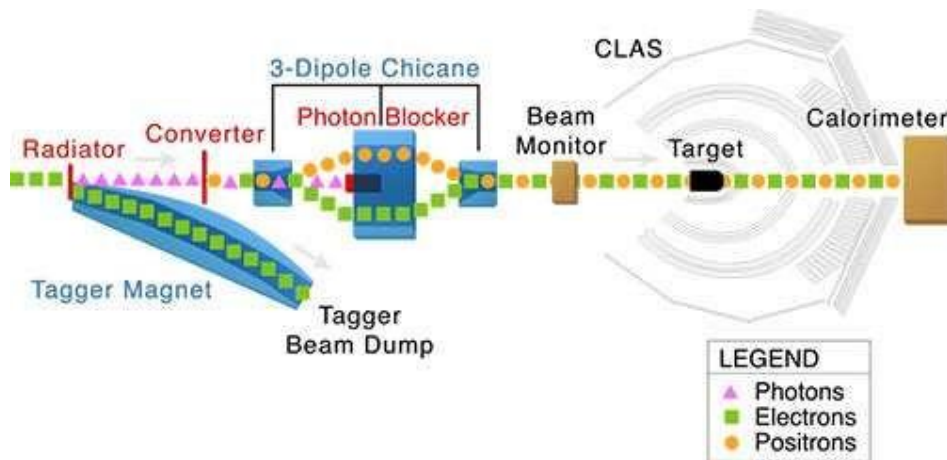 CLAS
3-Dipole Chicane
Photon Blocker
Beam
Monitor
Calorimeter
Converter
Radiator
Target
Tagger Magnet
Tagger
Beam Dump
LEGEND
Photons
Electrons
Positrons